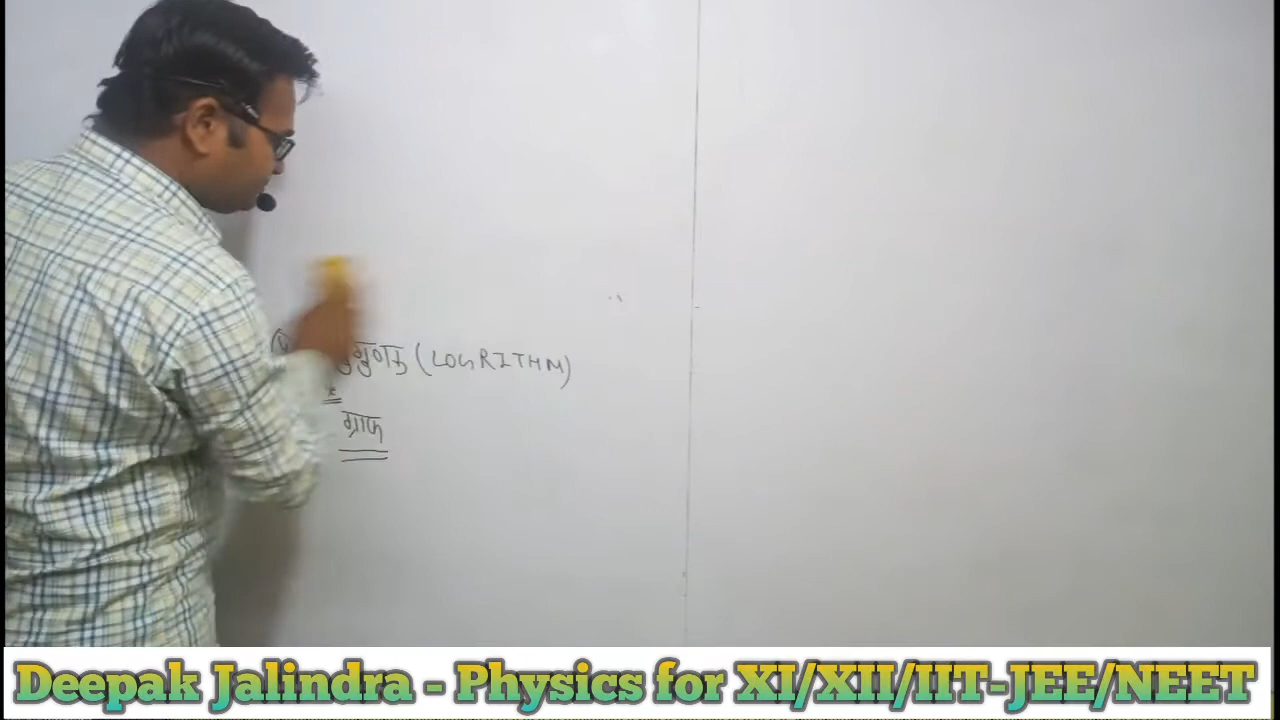 (LOGRITHM)
ग्राफ
Deepak Jalindra - Physics for XI/XII/IIT-JEE/NEET